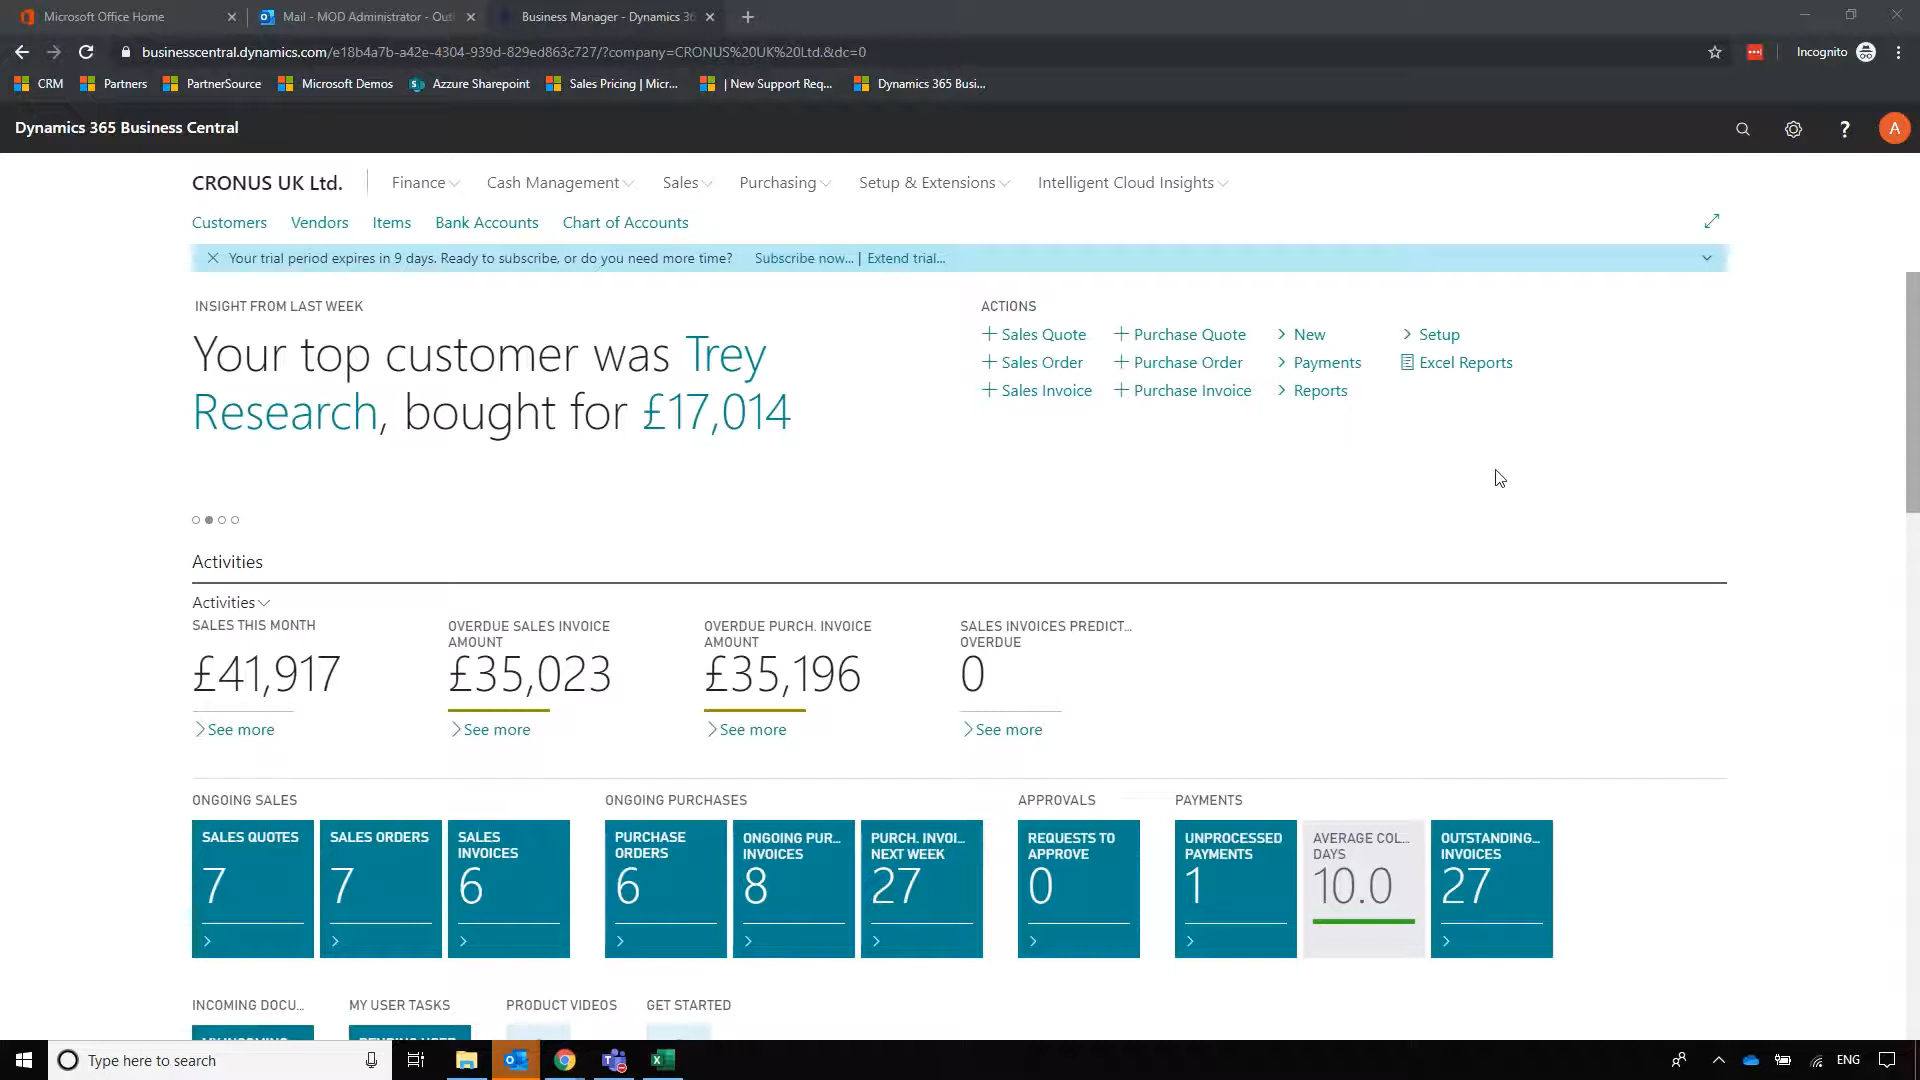 Microsoft Office Home
Mail - MOD Administrator - Out
Business Manager - Dynamics 36
businesscentral.dynamics.com/e18b4a7b-a42e-4304-939d-829ed863c727/?company=CRONUS%20UK%20Ltd.&dc=0
Incognito
CRM
Partners
PartnerSource
Microsoft Demos
Azzure Sharepoint
Sales Pricing | Micr...
| New Support Req...
Dynamics 365 Busi...
Dynamics 365 Business Central
?
A
CRONUS UK Ltd.
Finance
Cash Management
Sales
Purchasing
Setup & Extensions
Intelligent Cloud Insights
Customers
Vendors
Items
Bank Accounts
Chart of Accounts
Your trial period expires in 9 days. Ready to subscribe, or do you need more time?
Subscribe now... | Extend trial...
INSIGHT FROM LAST WEEK
Your top customer was Trey
Research, bought for £17,014
ACTIONS
+ Sales Quote
+ Purchase Quote
> New
> Setup
+ Sales Order
+ Purchase Order
> Payments
Excel Reports
+ Sales Invoice
+ Purchase Invoice
> Reports
Activities
Activities
SALES THIS MONTH
£41,917
>See more
OVERDUE SALES INVOICE
AMOUNT
£35,023
>See more
OVERDUE PURCH. INVOICE
AMOUNT
£35,196
>See more
SALES INVOICES PREDICT...
OVERDUE
0
>See more
ONGOING SALES
SALES QUOTES
7
SALES ORDERS
7
SALES
INVOICES
6
ONGOING PURCHASES
PURCHASE
ORDERS
6
ONGOING PUR...
INVOICES
8
PURCH. INVOI...
NEXT WEEK
27
APPROVALS
REQUESTS TO
APPROVE
0
PAYMENTS
UNPROCESSED
PAYMENTS
1
AVERAGE COL...
DAYS
10.0
OUTSTANDING...
INVOICES
27
INCOMING DOCU...
MY USER TASKS
PRODUCT VIDEOS
GET STARTED
Type here to search
ENG